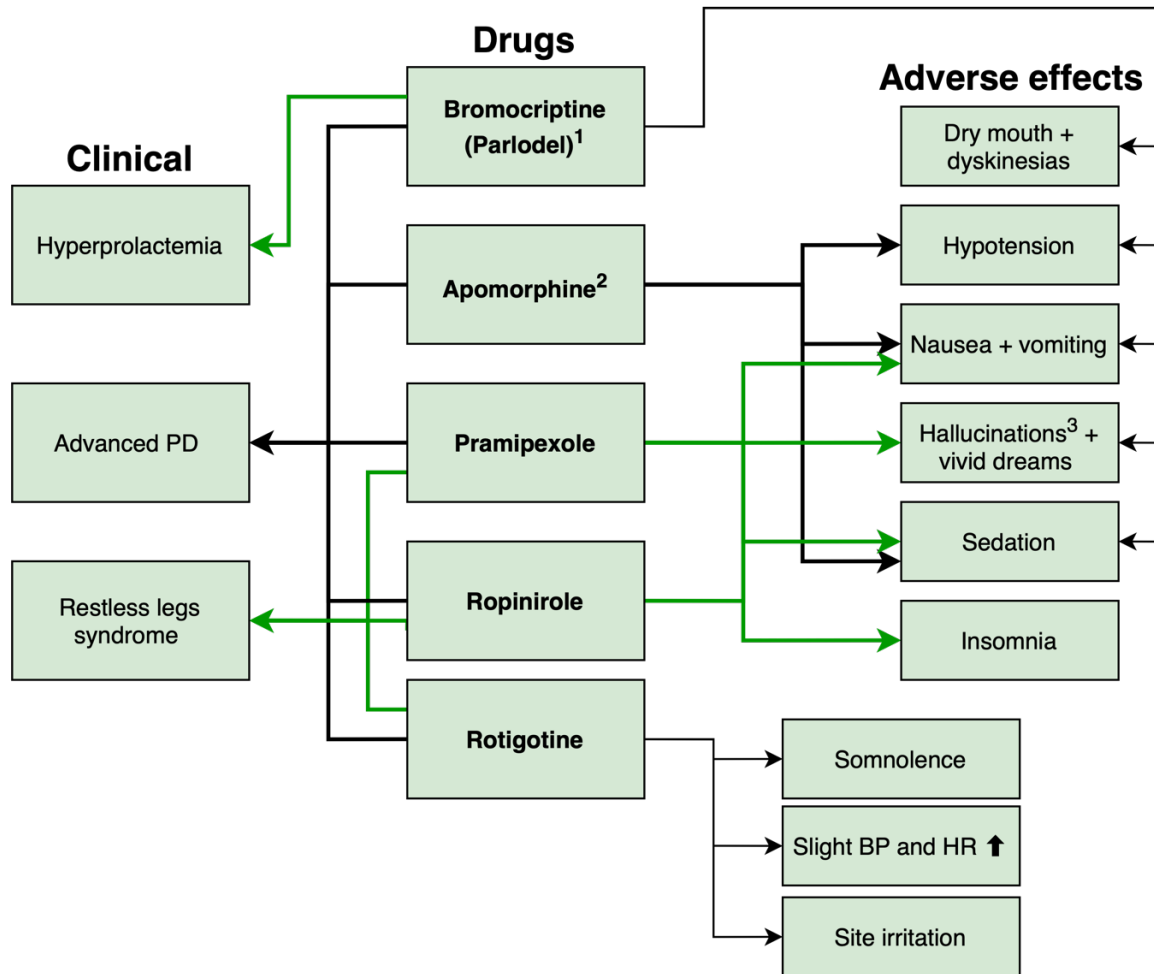 Drugs
Bromocriptine
(Parlodel)1
Adverse effects
Dry mouth +
dyskinesias
Clinical
Hyperprolactemia
Hypotension
Apomorphine2
Nausea + vomiting
Advanced PD
Pramipexole
Hallucinations3 +
vivid dreams
Sedation
Restless legs
syndrome
Ropinirole
Insomnia
Rotigotine
Somnolence
Slight BP and HR ⬆
Site irritation